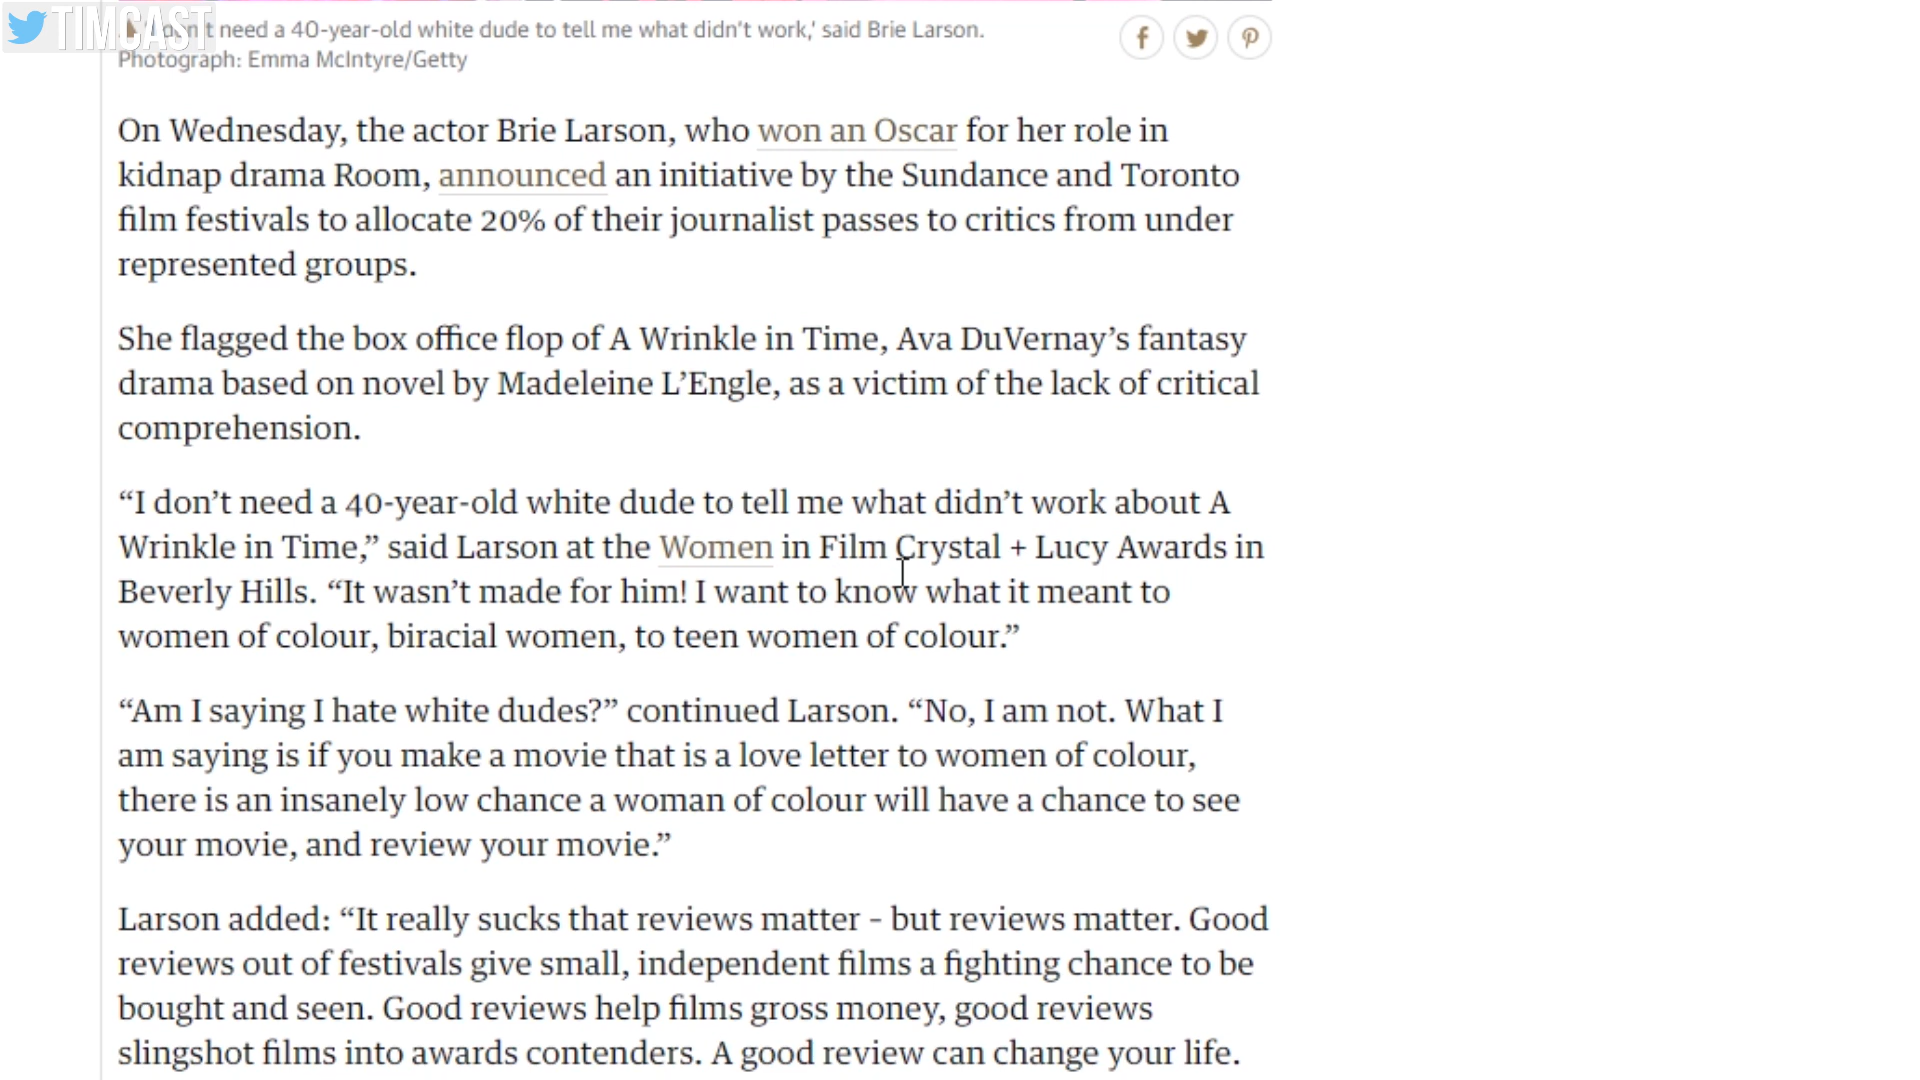 TIMCAST
need a 40-year-old white dude to tell me what didn't work,' said Brie Larson.
Photograph: Emma McIntyre/Getty
On Wednesday, the actor Brie Larson, who won an Oscar for her role in
kidnap drama Room, announced an initiative by the Sundance and Toronto
film festivals to allocate 20% of their journalist passes to critics from under
represented groups.
She flagged the box office flop of A Wrinkle in Time, Ava DuVernay’s fantasy
drama based on novel by Madeleine L’Engle, as a victim of the lack of critical
comprehension.
“I don’t need a 40-year-old white dude to tell me what didn’t work about A
Wrinkle in Time,” said Larson at the Women in Film Crystal + Lucy Awards in
Beverly Hills. “It wasn’t made for him! I want to know what it meant to
women of colour, biracial women, to teen women of colour.”
“Am I saying I hate white dudes?” continued Larson. “No, I am not. What I
am saying is if you make a movie that is a love letter to women of colour,
there is an insanely low chance a woman of colour will have a chance to see
your movie, and review your movie.”
Larson added: “It really sucks that reviews matter – but reviews matter. Good
reviews out of festivals give small, independent films a fighting chance to be
bought and seen. Good reviews help films gross money, good reviews
slingshot films into awards contenders. A good review can change your life.